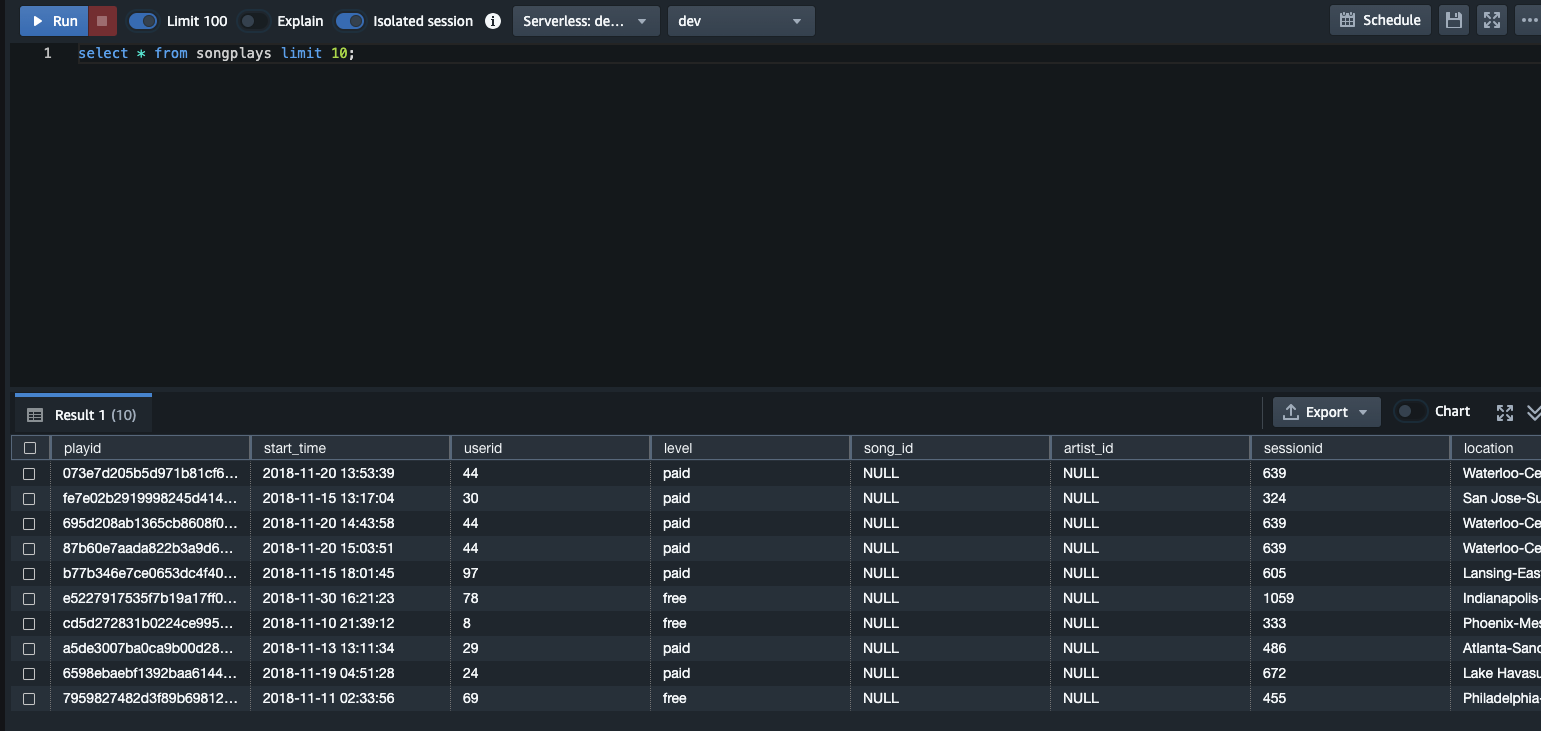 Run Limit 100 Explain Isolated session Serverless: de... dev Schedule
1 select * from songplays limit 10;
Result 1 (10) Export Chart
playid start_time userid level song_id artist_id sessionid location
073e7d205b5d971b81cf6... 2018-11-20 13:53:39 44 paid NULL NULL 639 Waterloo-Ce
fe7e02b2919998245d414... 2018-11-15 13:17:04 30 paid NULL NULL 324 San Jose-Su
695d208ab1365cb8608f0... 2018-11-20 14:43:58 44 paid NULL NULL 639 Waterloo-Ce
87b60e7aada822b3a9d6... 2018-11-20 15:03:51 44 paid NULL NULL 639 Waterloo-Ce
b77b346e7ce0653dc4f40... 2018-11-15 18:01:45 97 paid NULL NULL 605 Lansing-Eas
e5227917535f7b19a17ff0... 2018-11-30 16:21:23 78 free NULL NULL 1059 Indianapolis-
cd5d272831b0224ce995... 2018-11-10 21:39:12 8 free NULL NULL 333 Phoenix-Mes
a5de3007ba0ca9b00d28... 2018-11-13 13:11:34 29 paid NULL NULL 486 Atlanta-Sand
6598ebaebf1392baa6144... 2018-11-19 04:51:28 24 paid NULL NULL 672 Lake Havasu
7959827482d3f89b69812... 2018-11-11 02:33:56 69 free NULL NULL 455 Philadelphia-